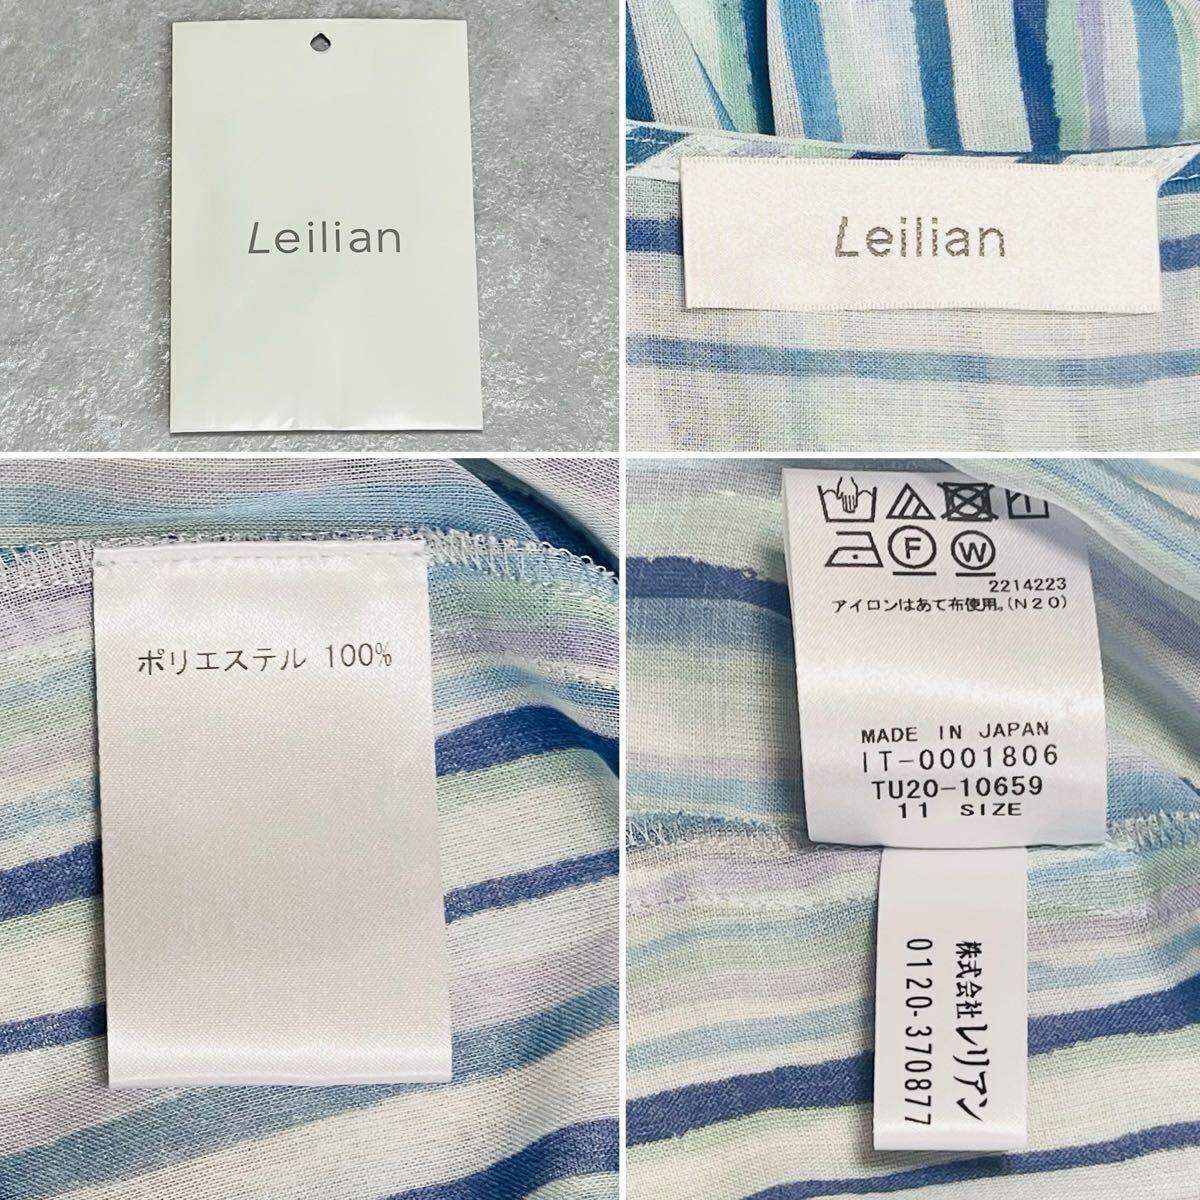 Leilian
Leilian
ポリエステル 100%
F W
2214223
アイロンはあて布使用。(N20)
MADE IN JAPAN
IT-0001806
TU20-10659
11 SIZE
株式会社レリアン
0120-370877